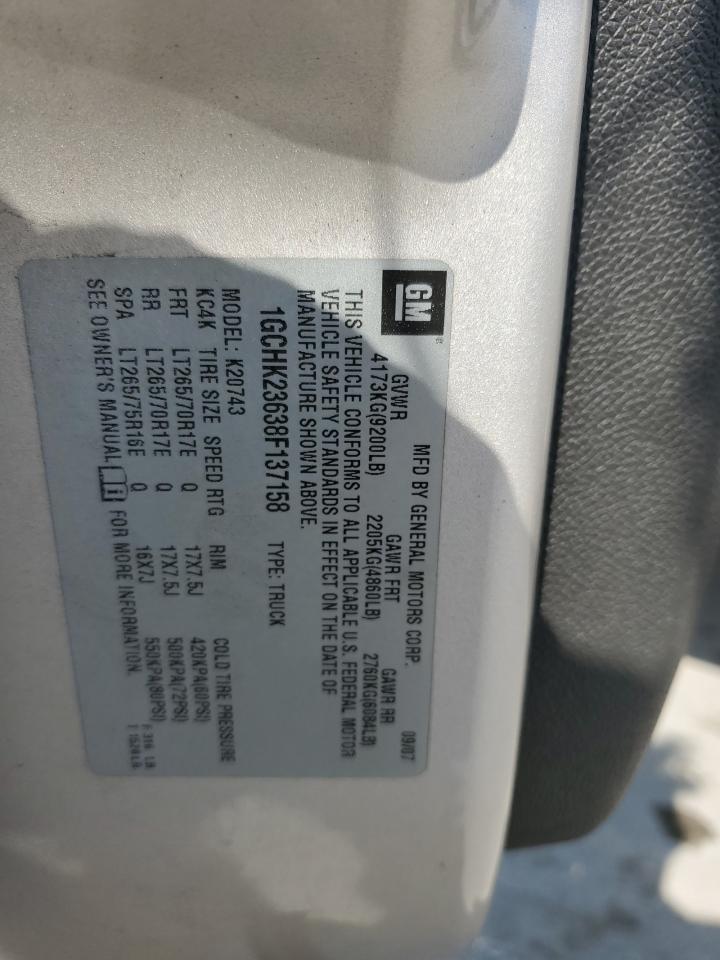 GM
MFD BY GENERAL MOTORS CORP. 09/07
GVWR GAWR FRT GAWR RR
4173KG(9200LB) 2205KG(4860LB) 2760KG(6084LB)
THIS VEHICLE CONFORMS TO ALL APPLICABLE U.S. FEDERAL MOTOR
VEHICLE SAFETY STANDARDS IN EFFECT ON THE DATE OF
MANUFACTURE SHOWN ABOVE.
1GCHK23638F137158 TYPE: TRUCK
MODEL: K20743
KC4K TIRE SIZE SPEED RTG RIM COLD TIRE PRESSURE
FRT LT265/70R17E Q 17X7.5J 420KPA(60PSI)
RR LT265/70R17E Q 17X7.5J 500KPA(72PSI)
SPA LT265/75R16E Q 16X7J 550KPA(80PSI)
SEE OWNER'S MANUAL i FOR MORE INFORMATION.
F: 316 LB
T: 1528LB